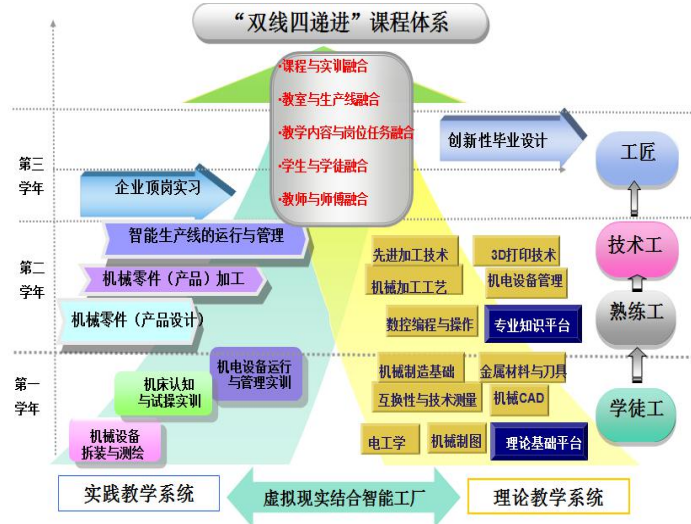 “双线四递进”课程体系
·课程与实训融合
·教室与生产线融合
·教学内容与岗位任务融合
·学生与学徒融合
·教师与师傅融合
创新性毕业设计
工匠
第三
学年
企业顶岗实习
智能生产线的运行与管理
技术工
第二
学年
机械零件（产品）加工
机械零件（产品设计）
先进加工技术
3D打印技术
机械加工工艺
机电设备管理
数控编程与操作
专业知识平台
熟练工
第一
学年
机电设备运行
与管理实训
机床认知
与试操实训
机械设备
拆装与测绘
机械制造基础
金属材料与刀具
互换性与技术测量
机械CAD
电工学
机械制图
理论基础平台
学徒工
实践教学系统
虚拟现实结合智能工厂
理论教学系统